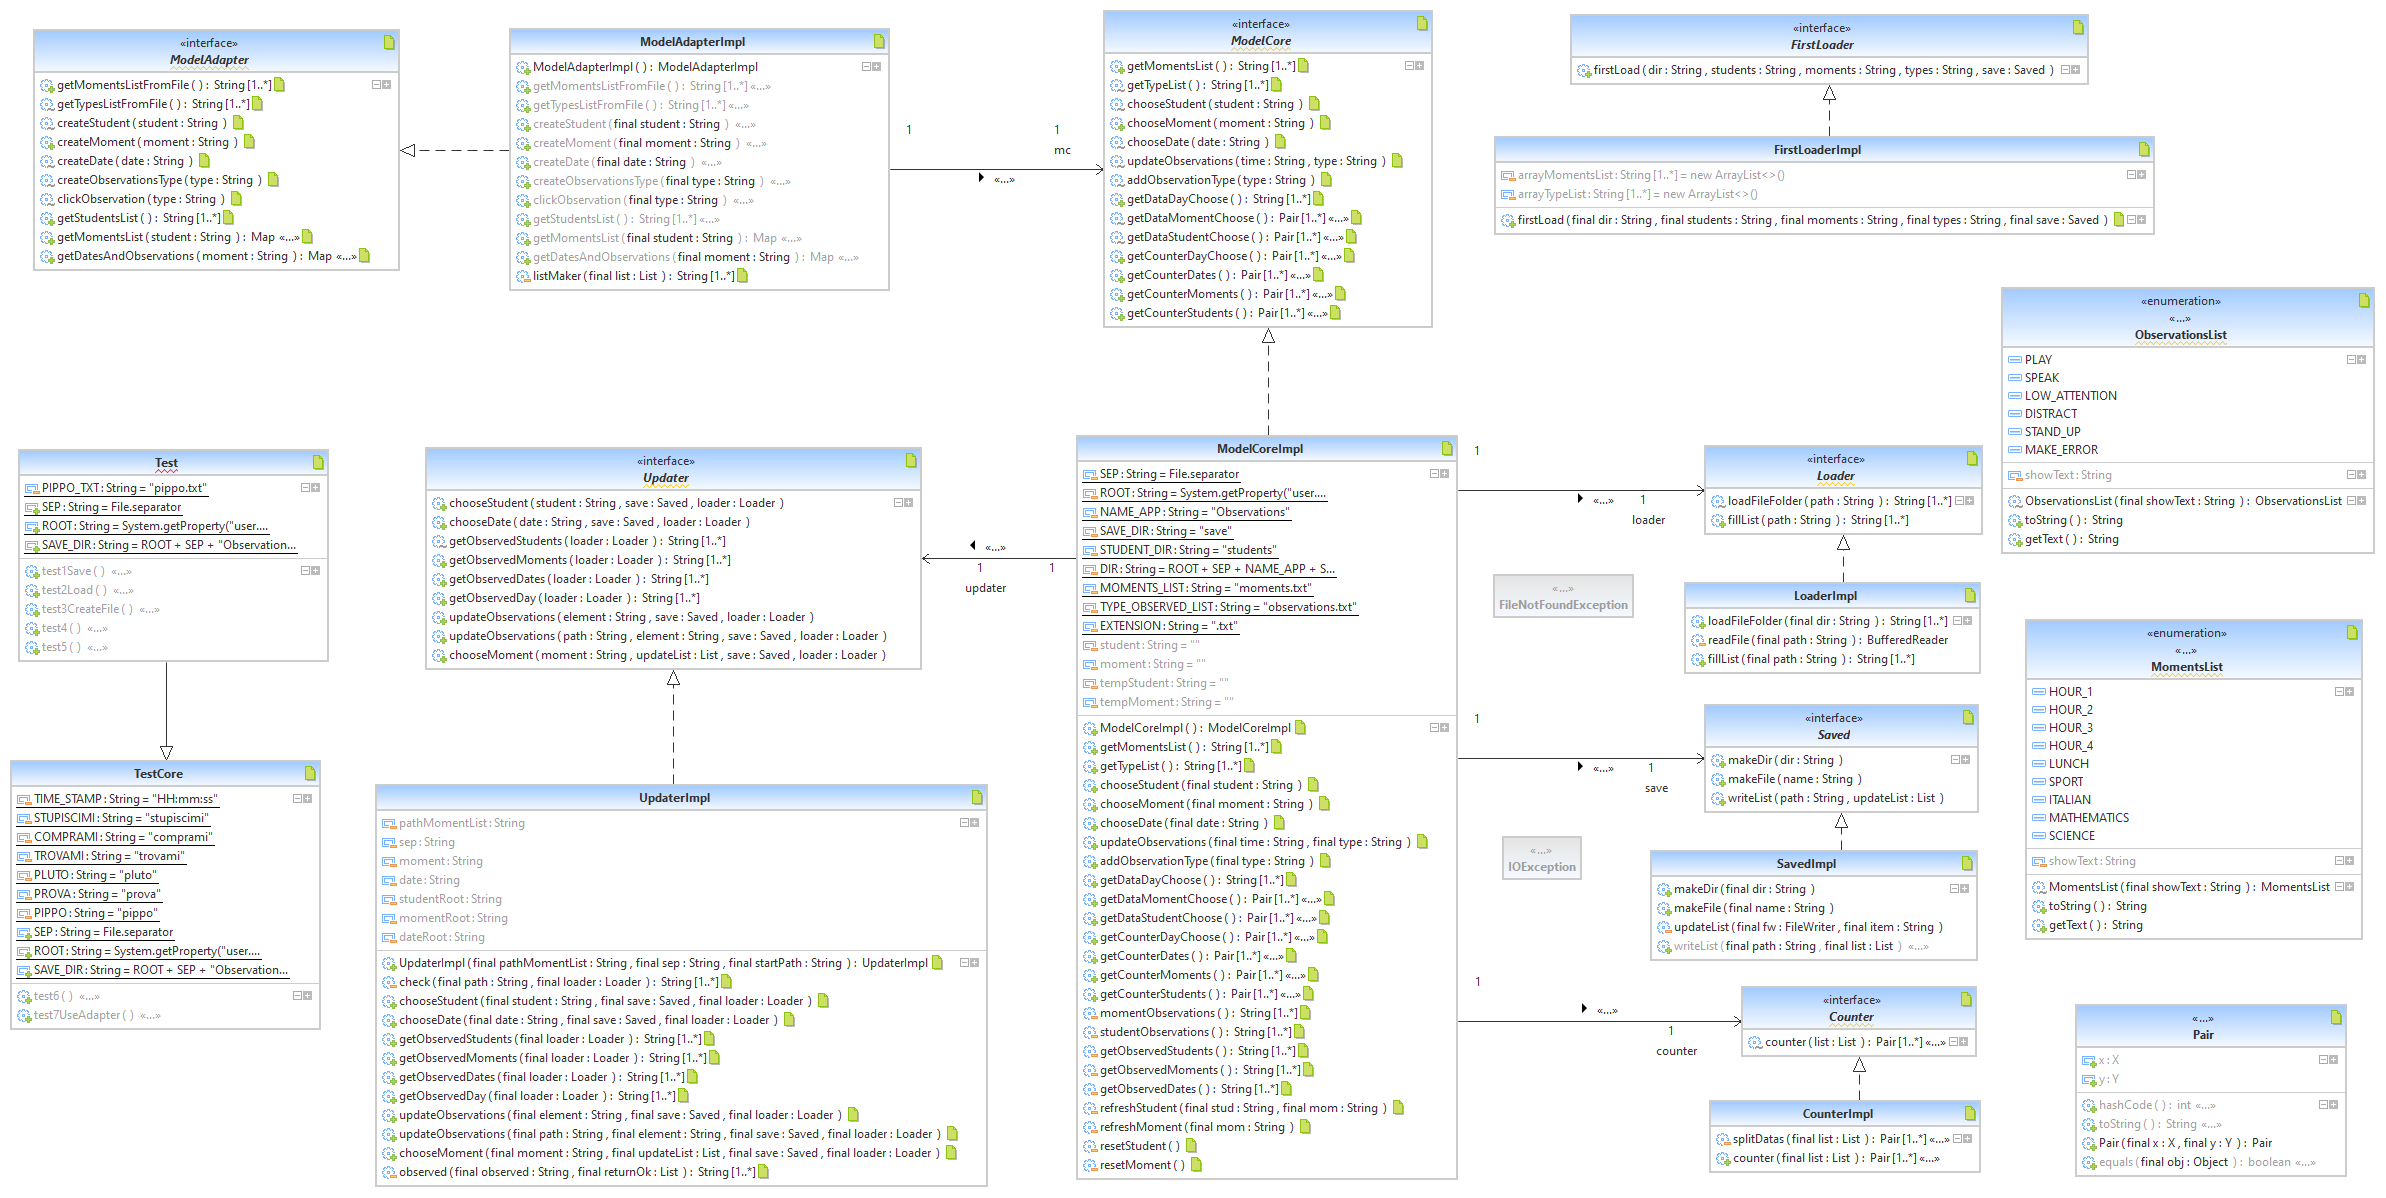 «interface»
ModelAdapter
getMomentsListFromFile ( ) : String [1..*]
getTypesListFromFile ( ) : String [1..*]
createStudent ( student : String )
createMoment ( moment : String )
createDate ( date : String )
createObservationsType ( type : String )
clickObservation ( type : String )
getStudentsList ( ) : String [1..*]
getMomentsList ( student : String ) : Map «...»
getDatesAndObservations ( moment : String ) : Map «...»
ModelAdapterImpl
ModelAdapterImpl ( ) : ModelAdapterImpl
getMomentsListFromFile ( ) : String [1..*] «...»
getTypesListFromFile ( ) : String [1..*] «...»
createStudent ( final student : String ) «...»
createMoment ( final moment : String ) «...»
createDate ( final date : String ) «...»
createObservationsType ( final type : String ) «...»
clickObservation ( final type : String ) «...»
getStudentsList ( ) : String [1..*] «...»
getMomentsList ( final student : String ) : Map «...»
getDatesAndObservations ( final moment : String ) : Map «...»
listMaker ( final list : List ) : String [1..*]
1
1
mc
«...»
«interface»
ModelCore
getMomentsList ( ) : String [1..*]
getTypeList ( ) : String [1..*]
chooseStudent ( student : String )
chooseMoment ( moment : String )
chooseDate ( date : String )
updateObservations ( time : String , type : String )
addObservationType ( type : String )
getDataDayChoose ( ) : String [1..*]
getDataMomentChoose ( ) : Pair [1..*] «...»
getDataStudentChoose ( ) : Pair [1..*] «...»
getCounterDayChoose ( ) : Pair [1..*] «...»
getCounterDates ( ) : Pair [1..*] «...»
getCounterMoments ( ) : Pair [1..*] «...»
getCounterStudents ( ) : Pair [1..*] «...»
«interface»
FirstLoader
firstLoad ( dir : String , students : String , moments : String , types : String , save : Saved )
FirstLoaderImpl
arrayMomentsList : String [1..*] = new ArrayList<>()
arrayTypeList : String [1..*] = new ArrayList<>()
firstLoad ( final dir : String , final students : String , final moments : String , final types : String , final save : Saved )
«enumeration»
«...»
ObservationsList
PLAY
SPEAK
LOW_ATTENTION
DISTRACT
STAND_UP
MAKE_ERROR
showText : String
ObservationsList ( final showText : String ) : ObservationsList
toString ( ) : String
getText ( ) : String
Test
PIPPO_TXT : String = "pippo.txt"
SEP : String = File.separator
ROOT : String = System.getProperty("user....
SAVE_DIR : String = ROOT + SEP + "Observation...
test1Save ( ) «...»
test2Load ( ) «...»
test3CreateFile ( ) «...»
test4 ( ) «...»
test5 ( ) «...»
TestCore
TIME_STAMP : String = "HH:mm:ss"
STUPISCIMI : String = "stupiscimi"
COMPRAMI : String = "comprami"
TROVAMI : String = "trovami"
PLUTO : String = "pluto"
PROVA : String = "prova"
PIPPO : String = "pippo"
SEP : String = File.separator
ROOT : String = System.getProperty("user....
SAVE_DIR : String = ROOT + SEP + "Observation...
test6 ( ) «...»
test7UseAdapter ( ) «...»
«interface»
Updater
chooseStudent ( student : String , save : Saved , loader : Loader )
chooseDate ( date : String , save : Saved , loader : Loader )
getObservedStudents ( loader : Loader ) : String [1..*]
getObservedMoments ( loader : Loader ) : String [1..*]
getObservedDates ( loader : Loader ) : String [1..*]
getObservedDay ( loader : Loader ) : String [1..*]
updateObservations ( element : String , save : Saved , loader : Loader )
updateObservations ( path : String , element : String , save : Saved , loader : Loader )
chooseMoment ( moment : String , updateList : List , save : Saved , loader : Loader )
«...»
1
1
updater
UpdaterImpl
pathMomentList : String
sep : String
moment : String
date : String
studentRoot : String
momentRoot : String
dateRoot : String
UpdaterImpl ( final pathMomentList : String , final sep : String , final startPath : String ) : UpdaterImpl
check ( final path : String , final loader : Loader ) : String [1..*]
chooseStudent ( final student : String , final save : Saved , final loader : Loader )
chooseDate ( final date : String , final save : Saved , final loader : Loader )
getObservedStudents ( final loader : Loader ) : String [1..*]
getObservedMoments ( final loader : Loader ) : String [1..*]
getObservedDates ( final loader : Loader ) : String [1..*]
getObservedDay ( final loader : Loader ) : String [1..*]
updateObservations ( final element : String , final save : Saved , final loader : Loader )
updateObservations ( final path : String , final element : String , final save : Saved , final loader : Loader )
chooseMoment ( final moment : String , final updateList : List , final save : Saved , final loader : Loader )
observed ( final observed : String , final returnOk : List ) : String [1..*]
ModelCoreImpl
SEP : String = File.separator
ROOT : String = System.getProperty("user....
NAME_APP : String = "Observations"
SAVE_DIR : String = "save"
STUDENT_DIR : String = "students"
DIR : String = ROOT + SEP + NAME_APP + S...
MOMENTS_LIST : String = "moments.txt"
TYPE_OBSERVED_LIST : String = "observations.txt"
EXTENSION : String = ".txt"
student : String = ""
moment : String = ""
tempStudent : String = ""
tempMoment : String = ""
ModelCoreImpl ( ) : ModelCoreImpl
getMomentsList ( ) : String [1..*]
getTypeList ( ) : String [1..*]
chooseStudent ( final student : String )
chooseMoment ( final moment : String )
chooseDate ( final date : String )
updateObservations ( final time : String , final type : String )
addObservationType ( final type : String )
getDataDayChoose ( ) : String [1..*]
getDataMomentChoose ( ) : Pair [1..*] «...»
getDataStudentChoose ( ) : Pair [1..*] «...»
getCounterDayChoose ( ) : Pair [1..*] «...»
getCounterDates ( ) : Pair [1..*] «...»
getCounterMoments ( ) : Pair [1..*] «...»
getCounterStudents ( ) : Pair [1..*] «...»
momentObservations ( ) : String [1..*]
studentObservations ( ) : String [1..*]
getObservedStudents ( ) : String [1..*]
getObservedMoments ( ) : String [1..*]
getObservedDates ( ) : String [1..*]
refreshStudent ( final stud : String , final mom : String )
refreshMoment ( final mom : String )
resetStudent ( )
resetMoment ( )
1
«...»
1
loader
«interface»
Loader
loadFileFolder ( path : String ) : String [1..*]
fillList ( path : String ) : String [1..*]
«...»
FileNotFoundException
LoaderImpl
loadFileFolder ( final dir : String ) : String [1..*]
readFile ( final path : String ) : BufferedReader
fillList ( final path : String ) : String [1..*]
1
«...»
1
save
«interface»
Saved
makeDir ( dir : String )
makeFile ( name : String )
writeList ( path : String , updateList : List )
«...»
IOException
SavedImpl
makeDir ( final dir : String )
makeFile ( final name : String )
updateList ( final fw : FileWriter , final item : String )
writeList ( final path : String , final list : List ) «...»
1
«...»
1
counter
«interface»
Counter
counter ( list : List ) : Pair [1..*] «...»
CounterImpl
splitDatas ( final list : List ) : Pair [1..*] «...»
counter ( final list : List ) : Pair [1..*] «...»
«enumeration»
«...»
MomentsList
HOUR_1
HOUR_2
HOUR_3
HOUR_4
LUNCH
SPORT
ITALIAN
MATHEMATICS
SCIENCE
showText : String
MomentsList ( final showText : String ) : MomentsList
toString ( ) : String
getText ( ) : String
«...»
Pair
x : X
y : Y
hashCode ( ) : int «...»
toString ( ) : String «...»
Pair ( final x : X , final y : Y ) : Pair
equals ( final obj : Object ) : boolean «...»